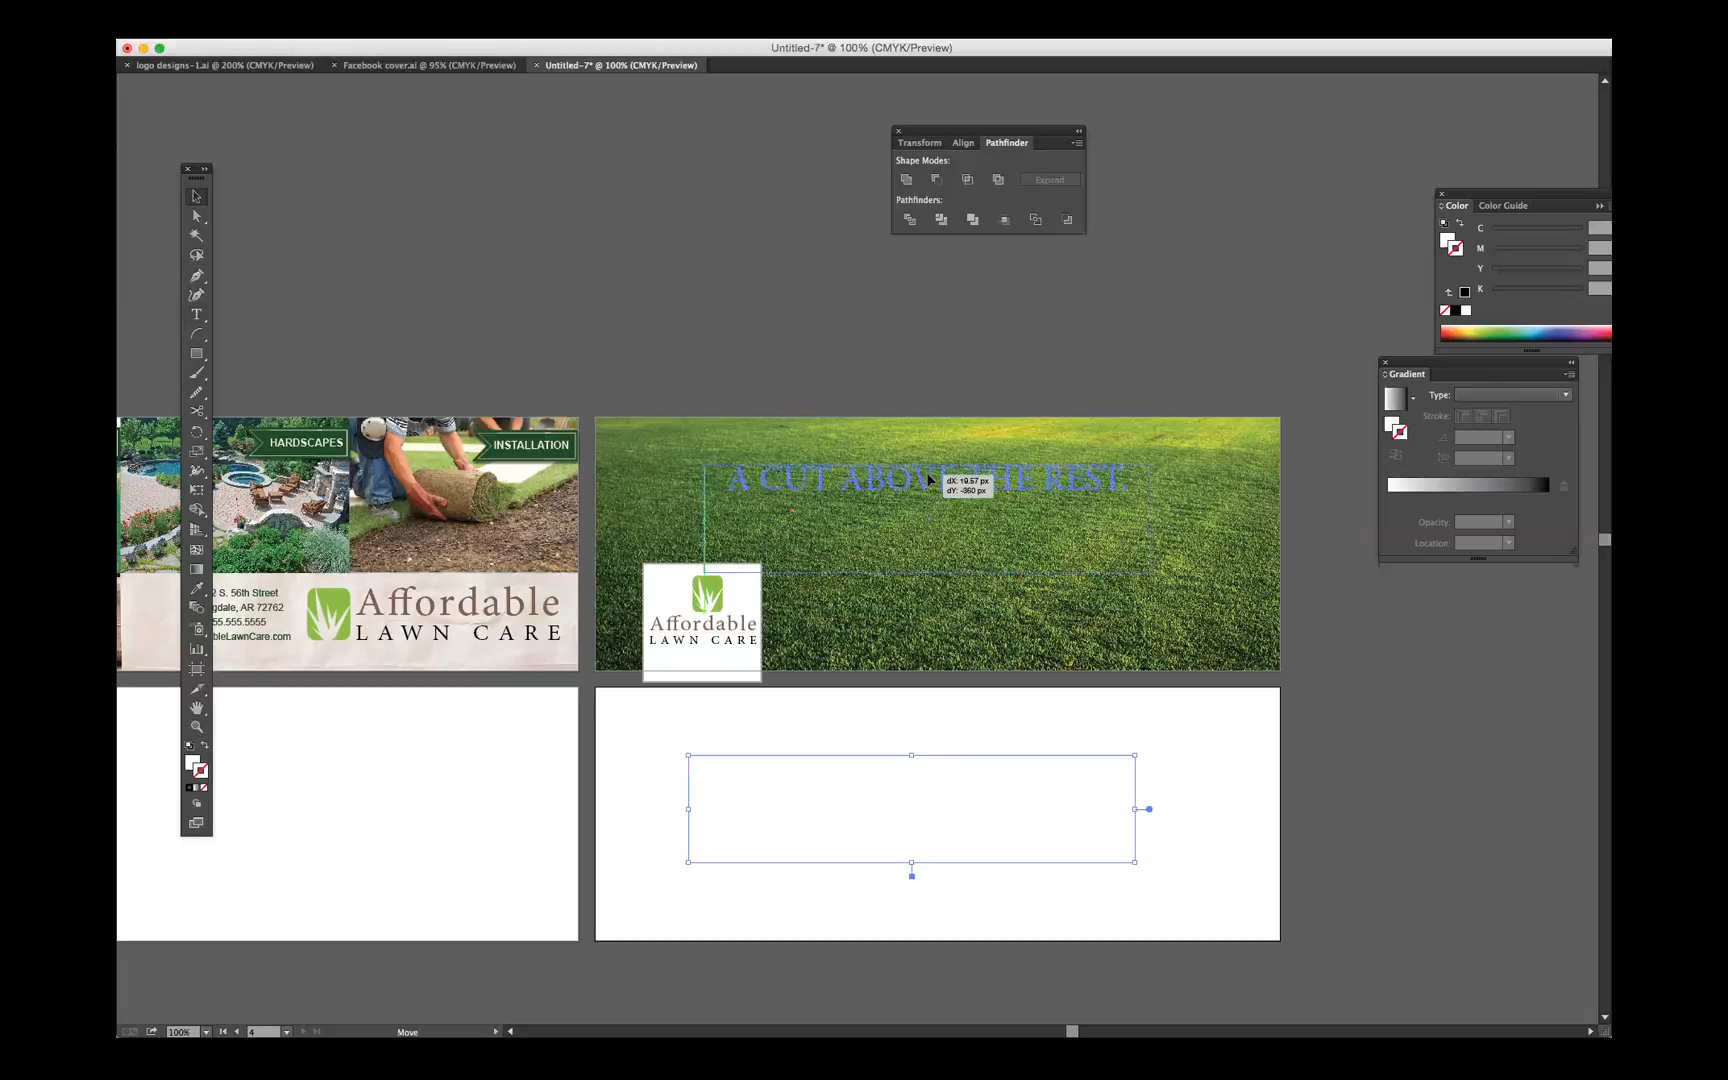 Untitled-7* @ 100% (CMYK/Preview)
logo designs-1.ai @ 200% (CMYK/Preview)
Facebook cover.ai @ 95% (CMYK/Preview)
Untitled-7* @ 100% (CMYK/Preview)
Transform
Align
Pathfinder
Shape Modes:
Expand
Pathfinders:
Color
Color Guide
C
M
Y
K
Gradient
Type:
Stroke:
Opacity:
Location:
HARDSCAPES
INSTALLATION
A CUT ABOVE THE REST.
dX: 19.67 px
dY: -360 px
2 S. 56th Street
gdale, AR 72762
55.555.5555
bleLawnCare.com
Affordable
LAWN CARE
Affordable
LAWN CARE
100%
4
Move